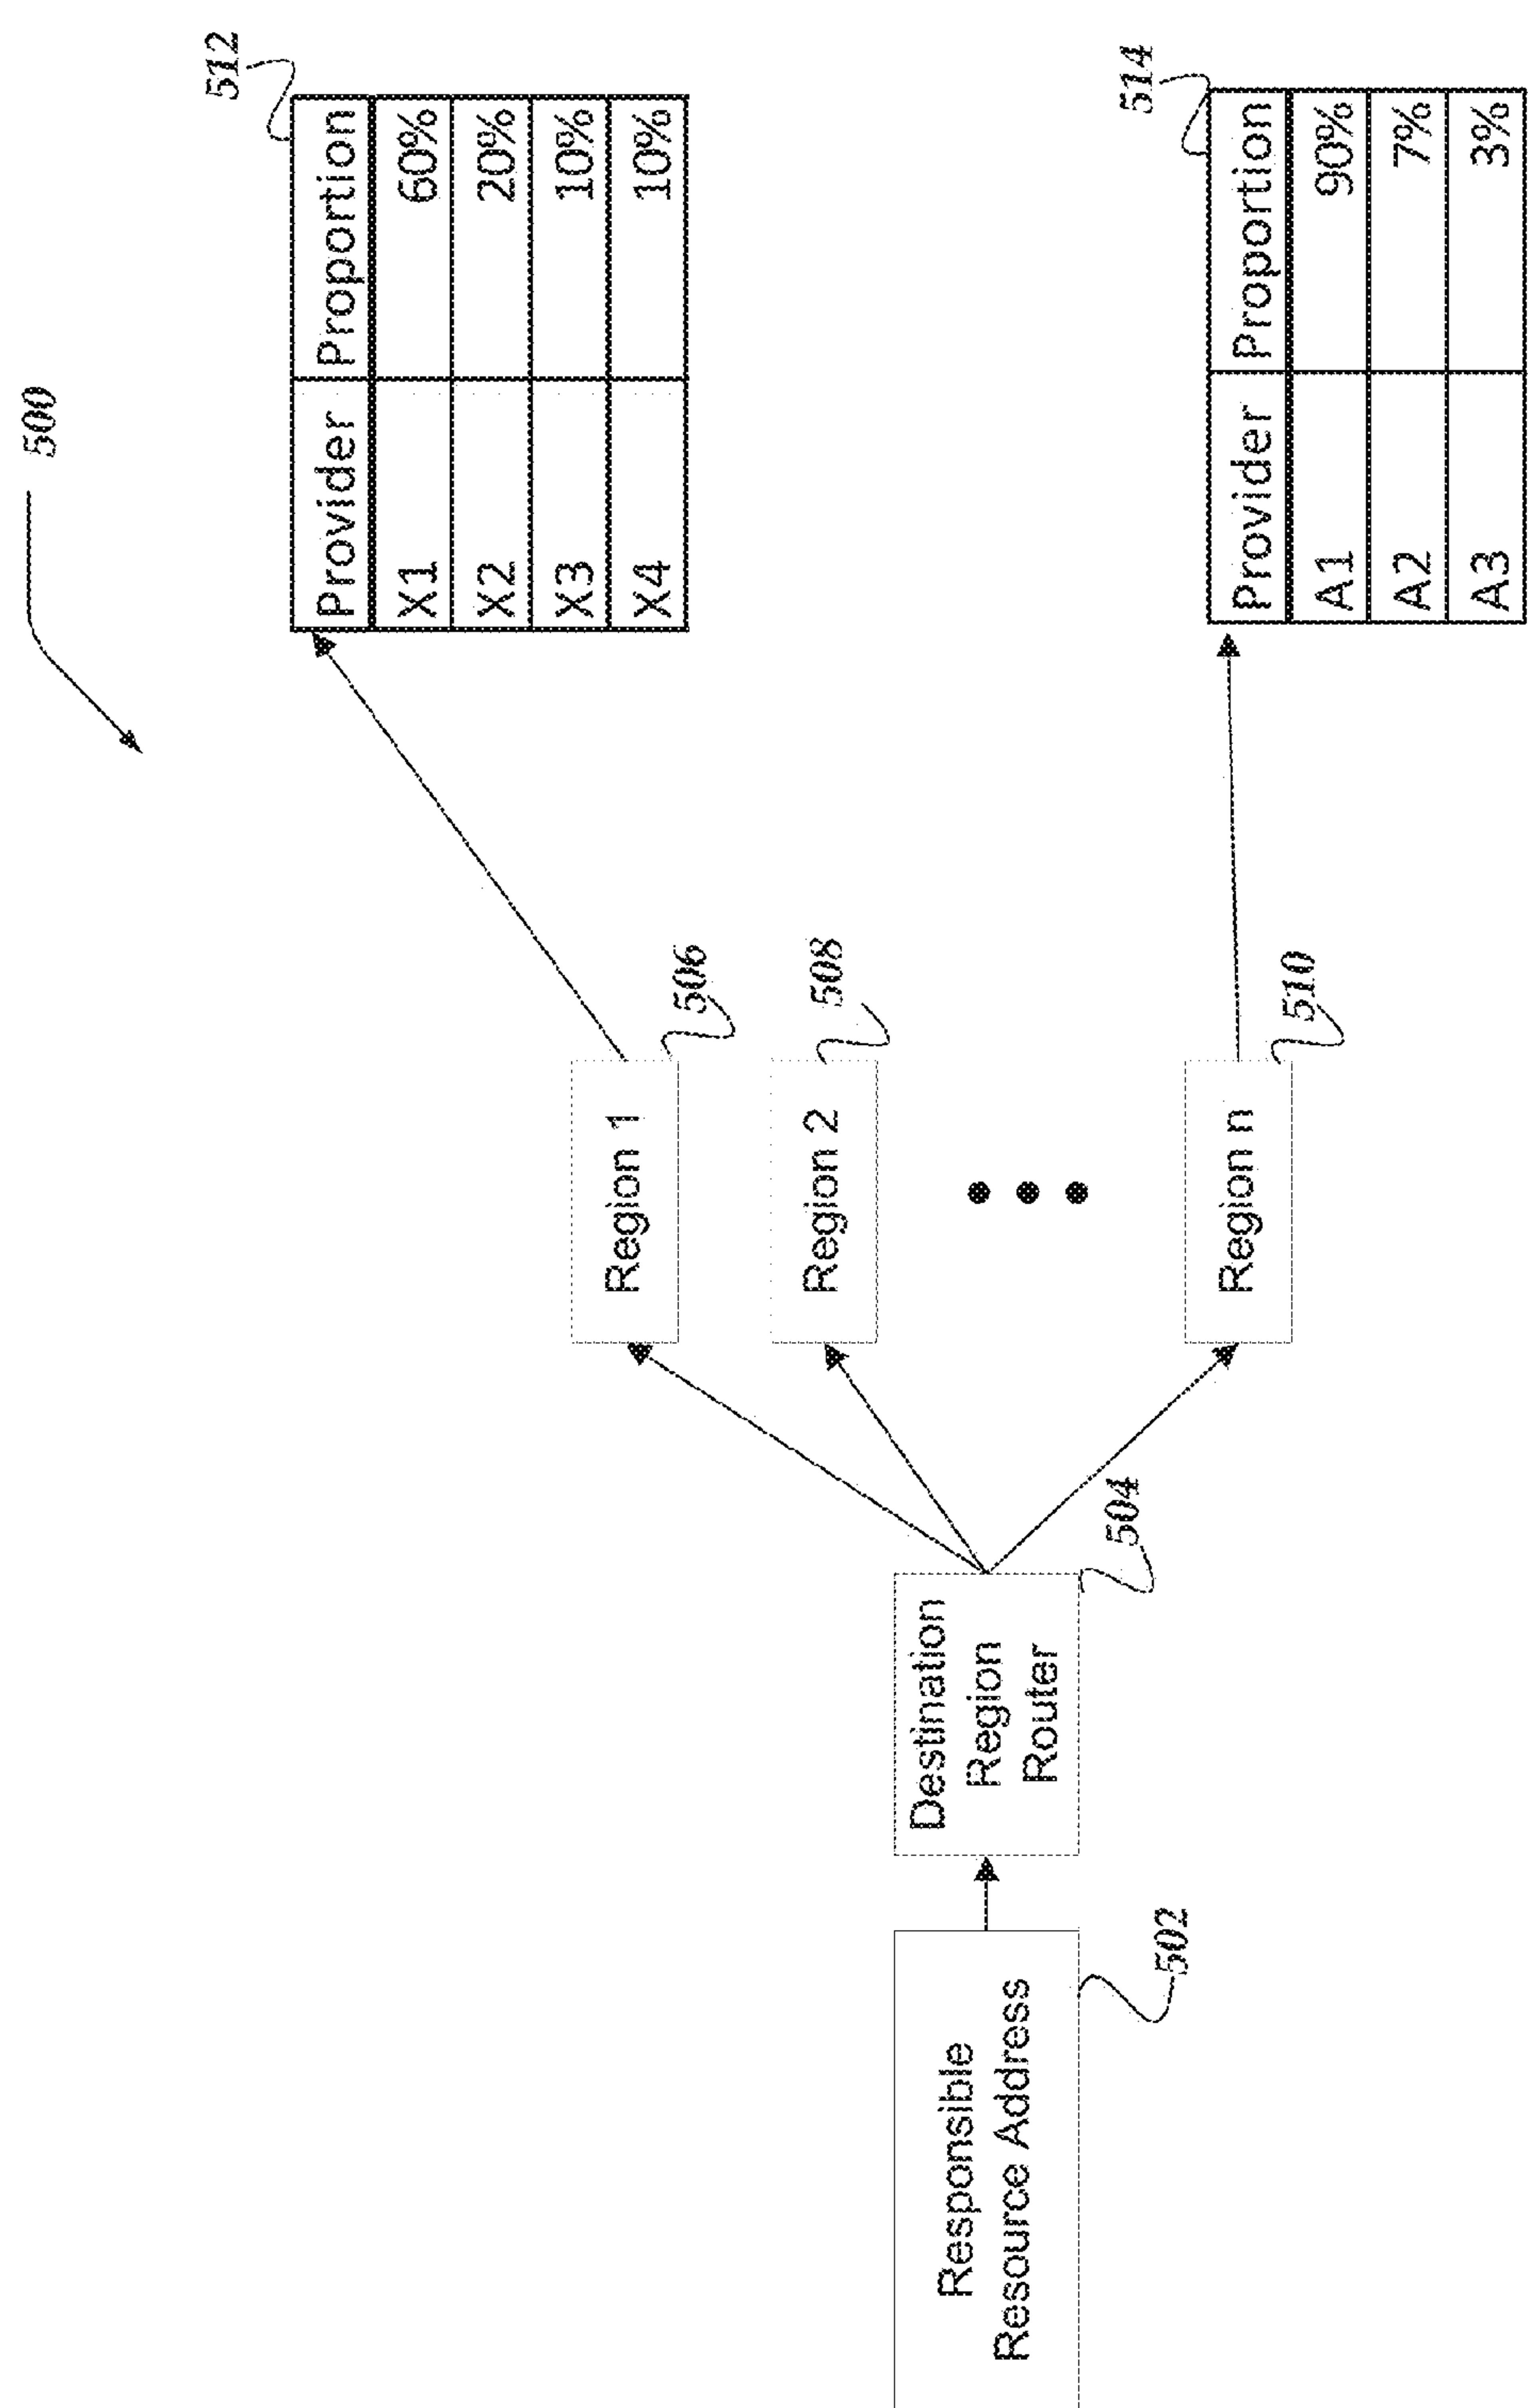 500
512
Provider Proportion
X1 60%
X2 20%
X3 10%
X4 10%
Region 1
506
Region 2
508
Destination
Region
Router
504
Responsible
Resource Address
502
Region n
510
514
Provider Proportion
A1 90%
A2 7%
A3 3%